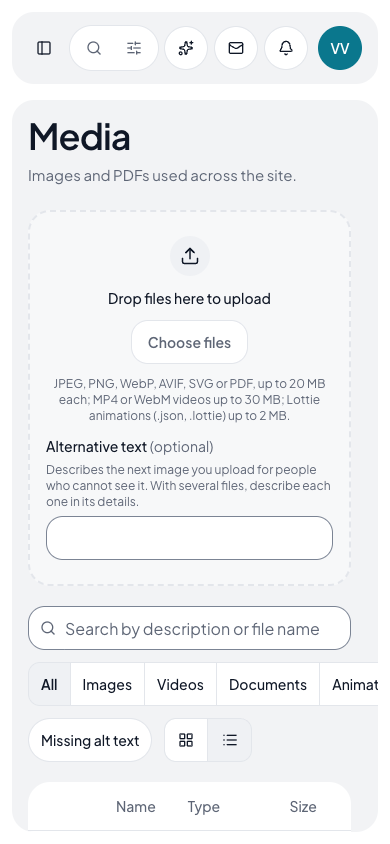 VV
Media
Images and PDFs used across the site.
Drop files here to upload
Choose files
JPEG, PNG, WebP, AVIF, SVG or PDF, up to 20 MB
each; MP4 or WebM videos up to 30 MB; Lottie
animations (.json, .lottie) up to 2 MB.
Alternative text (optional)
Describes the next image you upload for people
who cannot see it. With several files, describe each
one in its details.
Search by description or file name
All Images Videos Documents Animat
Missing alt text
Name Type Size